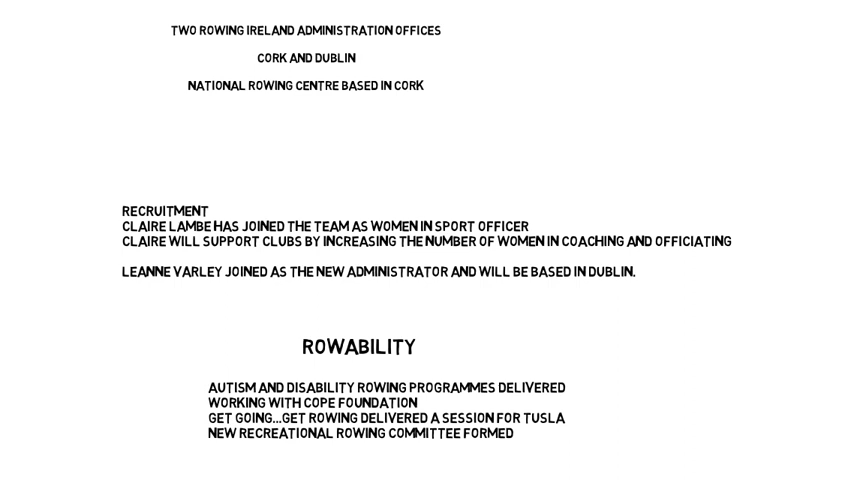 TWO ROWING IRELAND ADMINISTRATION OFFICES
CORK AND DUBLIN
NATIONAL ROWING CENTRE BASED IN CORK
RECRUITMENT
CLAIRE LAMBE HAS JOINED THE TEAM AS WOMEN IN SPORT OFFICER
CLAIRE WILL SUPPORT CLUBS BY INCREASING THE NUMBER OF WOMEN IN COACHING AND OFFICIATING
LEANNE VARLEY JOINED AS THE NEW ADMINISTRATOR AND WILL BE BASED IN DUBLIN.
ROWABILITY
AUTISM AND DISABILITY ROWING PROGRAMMES DELIVERED
WORKING WITH COPE FOUNDATION
GET GOING...GET ROWING DELIVERED A SESSION FOR TUSLA
NEW RECREATIONAL ROWING COMMITTEE FORMED